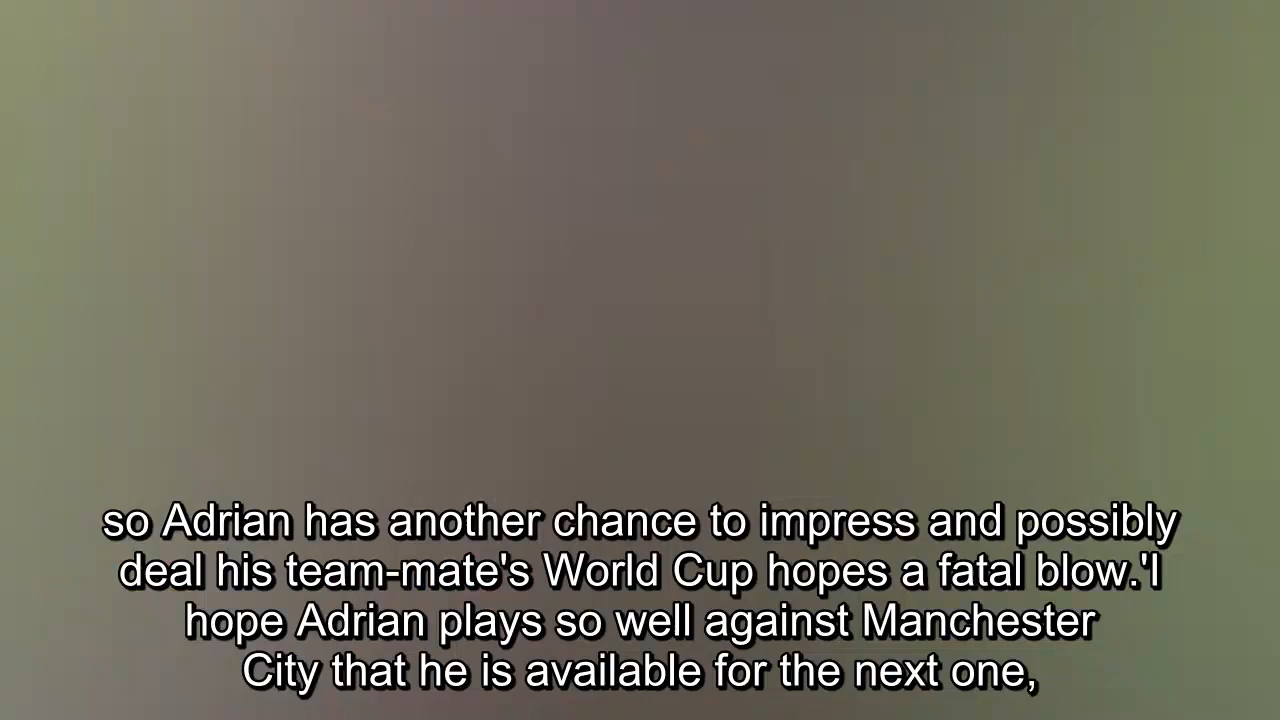 so Adrian has another chance to impress and possibly
deal his team-mate's World Cup hopes a fatal blow.'I
hope Adrian plays so well against Manchester
City that he is available for the next one,